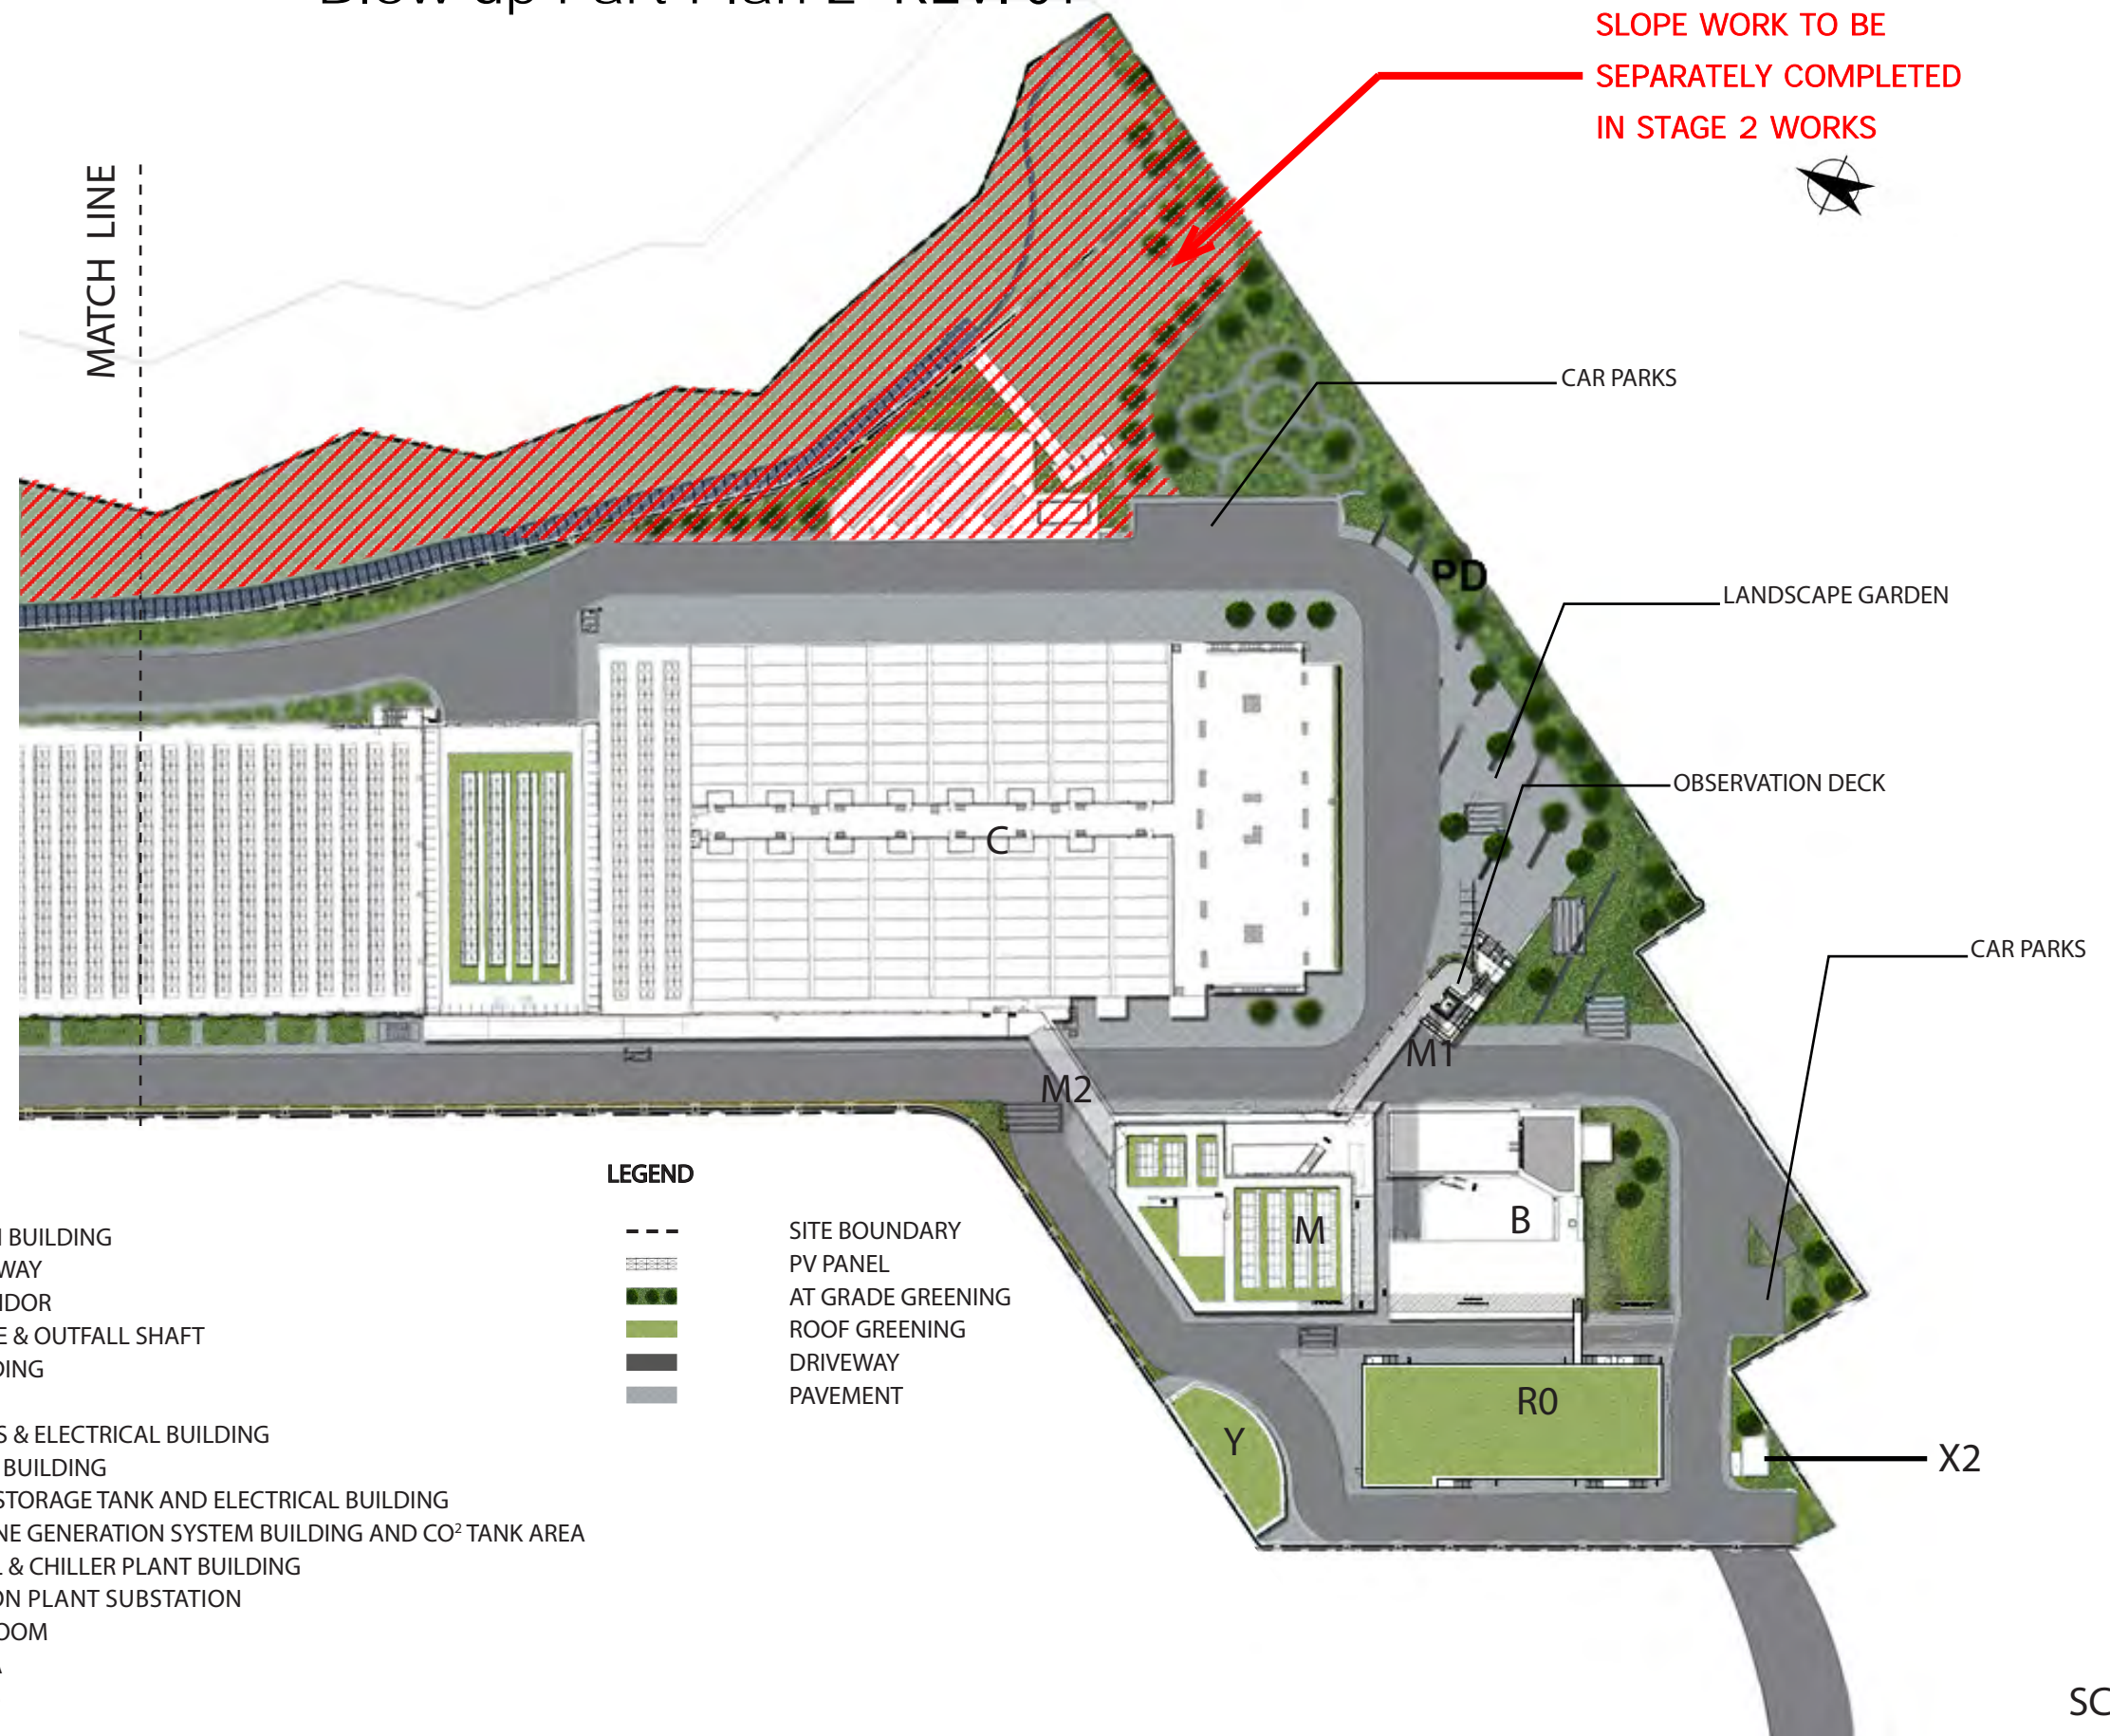 SLOPE WORK TO BE
SEPARATELY COMPLETED
IN STAGE 2 WORKS
MATCH LINE
CAR PARKS
PD
LANDSCAPE GARDEN
OBSERVATION DECK
C
CAR PARKS
M1
M2
M
B
R0
Y
X2
LEGEND
SITE BOUNDARY
PV PANEL
AT GRADE GREENING
ROOF GREENING
DRIVEWAY
PAVEMENT
BUILDING
WAY
IDOR
E & OUTFALL SHAFT
DING
S & ELECTRICAL BUILDING
BUILDING
STORAGE TANK AND ELECTRICAL BUILDING
NE GENERATION SYSTEM BUILDING AND CO² TANK AREA
L & CHILLER PLANT BUILDING
ON PLANT SUBSTATION
OOM
SC